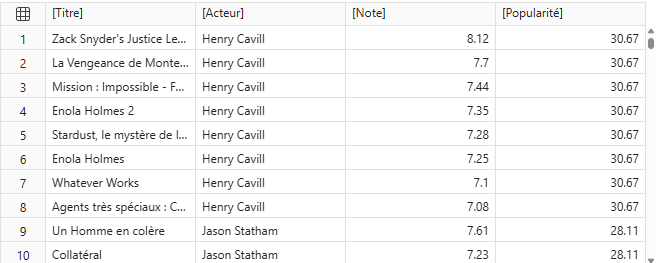 [Titre] [Acteur] [Note] [Popularité]
1 Zack Snyder's Justice Le... Henry Cavill 8.12 30.67
2 La Vengeance de Monte... Henry Cavill 7.7 30.67
3 Mission : Impossible - F... Henry Cavill 7.44 30.67
4 Enola Holmes 2 Henry Cavill 7.35 30.67
5 Stardust, le mystère de l... Henry Cavill 7.28 30.67
6 Enola Holmes Henry Cavill 7.25 30.67
7 Whatever Works Henry Cavill 7.1 30.67
8 Agents très spéciaux : C... Henry Cavill 7.08 30.67
9 Un Homme en colère Jason Statham 7.61 28.11
10 Collatéral Jason Statham 7.23 28.11